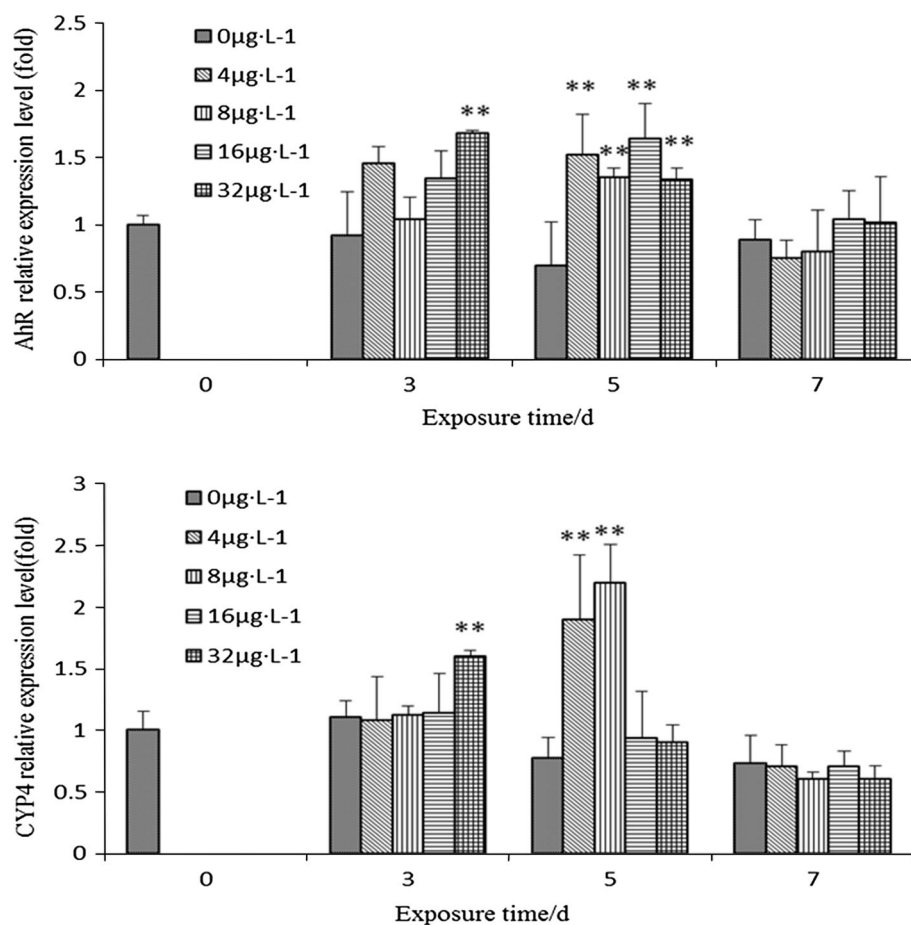 AhR relative expression level (fold)
2.5
2
1.5
1
0.5
0
0µg·L-1
4µg·L-1
8µg·L-1
16µg·L-1
32µg·L-1
**
**
**
**
**
0
3
5
7
Exposure time/d
CYP4 relative expression level(fold)
3
2.5
2
1.5
1
0.5
0
0µg·L-1
4µg·L-1
8µg·L-1
16µg·L-1
32µg·L-1
**
**
**
0
3
5
7
Exposure time/d